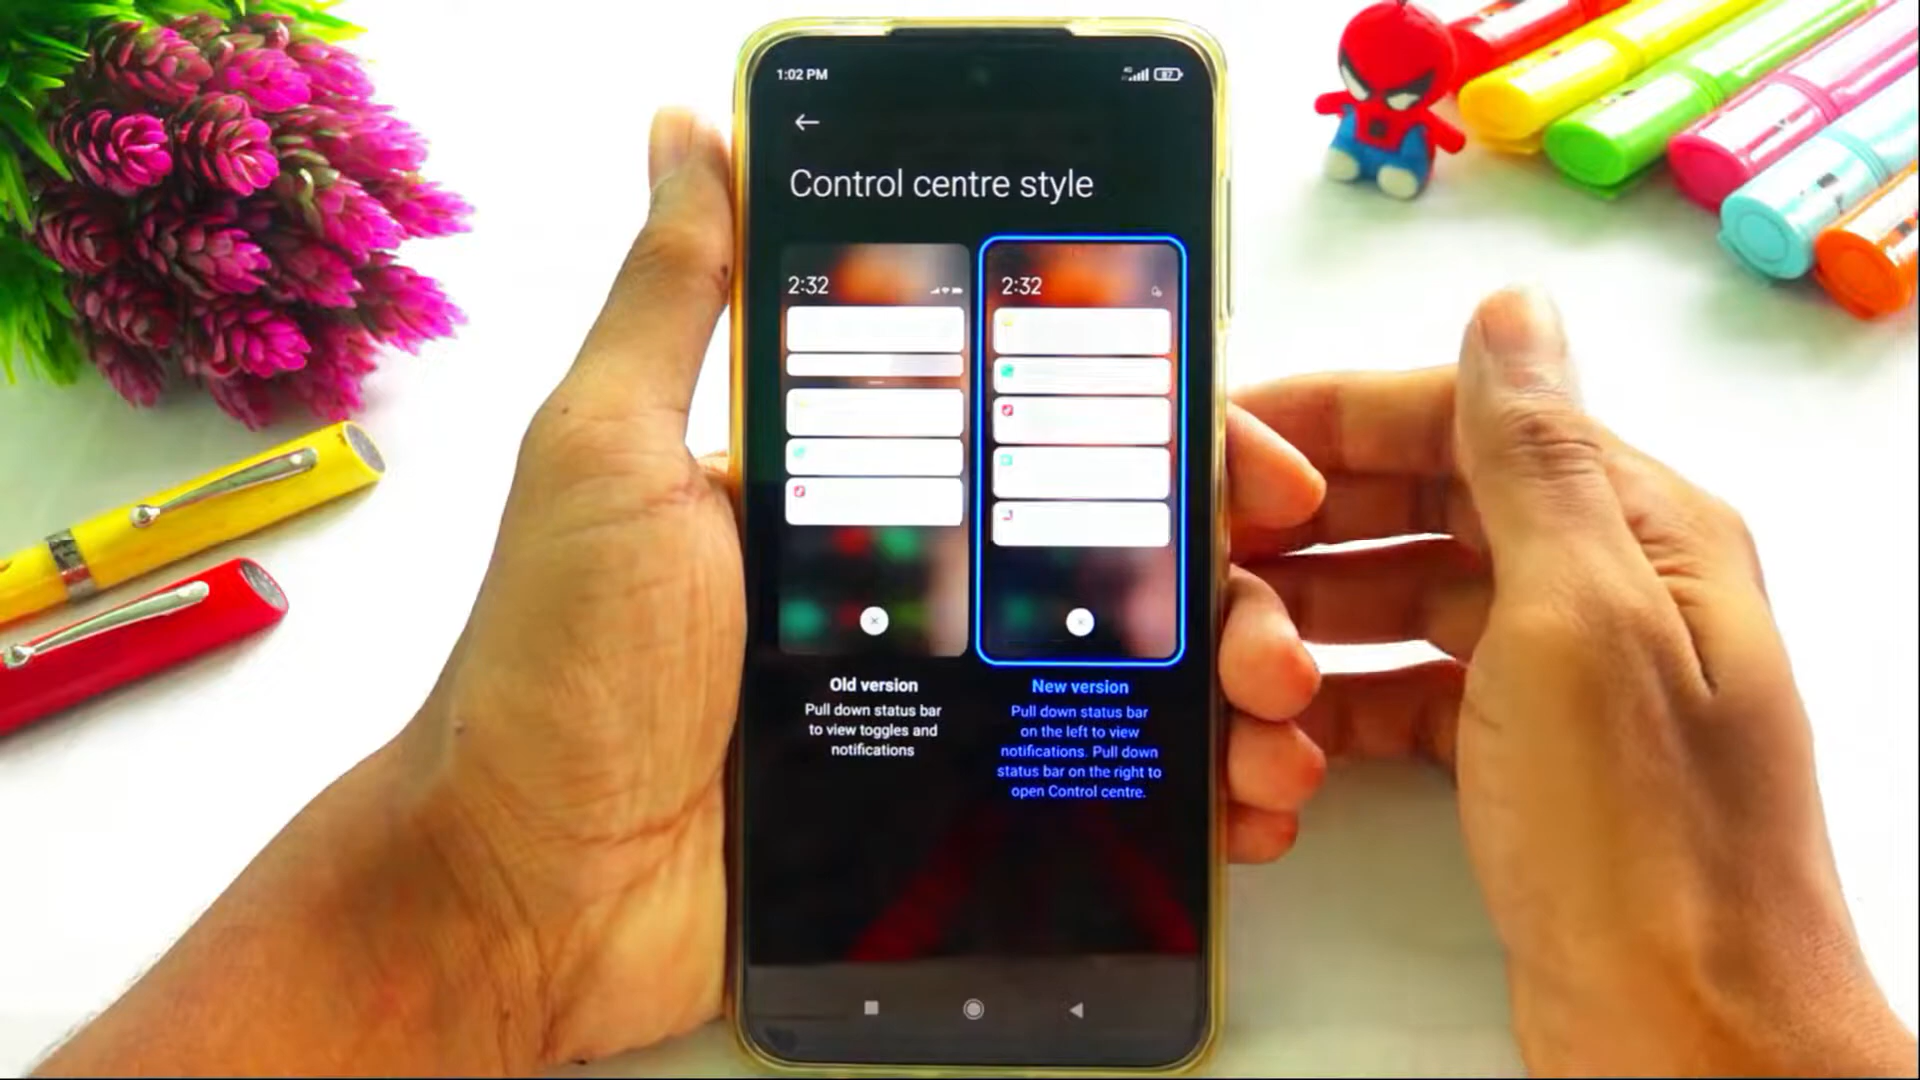 1:02 PM
4G
87
Control centre style
2:32
2:32
Old version
Pull down status bar
to view toggles and
notifications
New version
Pull down status bar
on the left to view
notifications. Pull down
status bar on the right to
open Control centre.